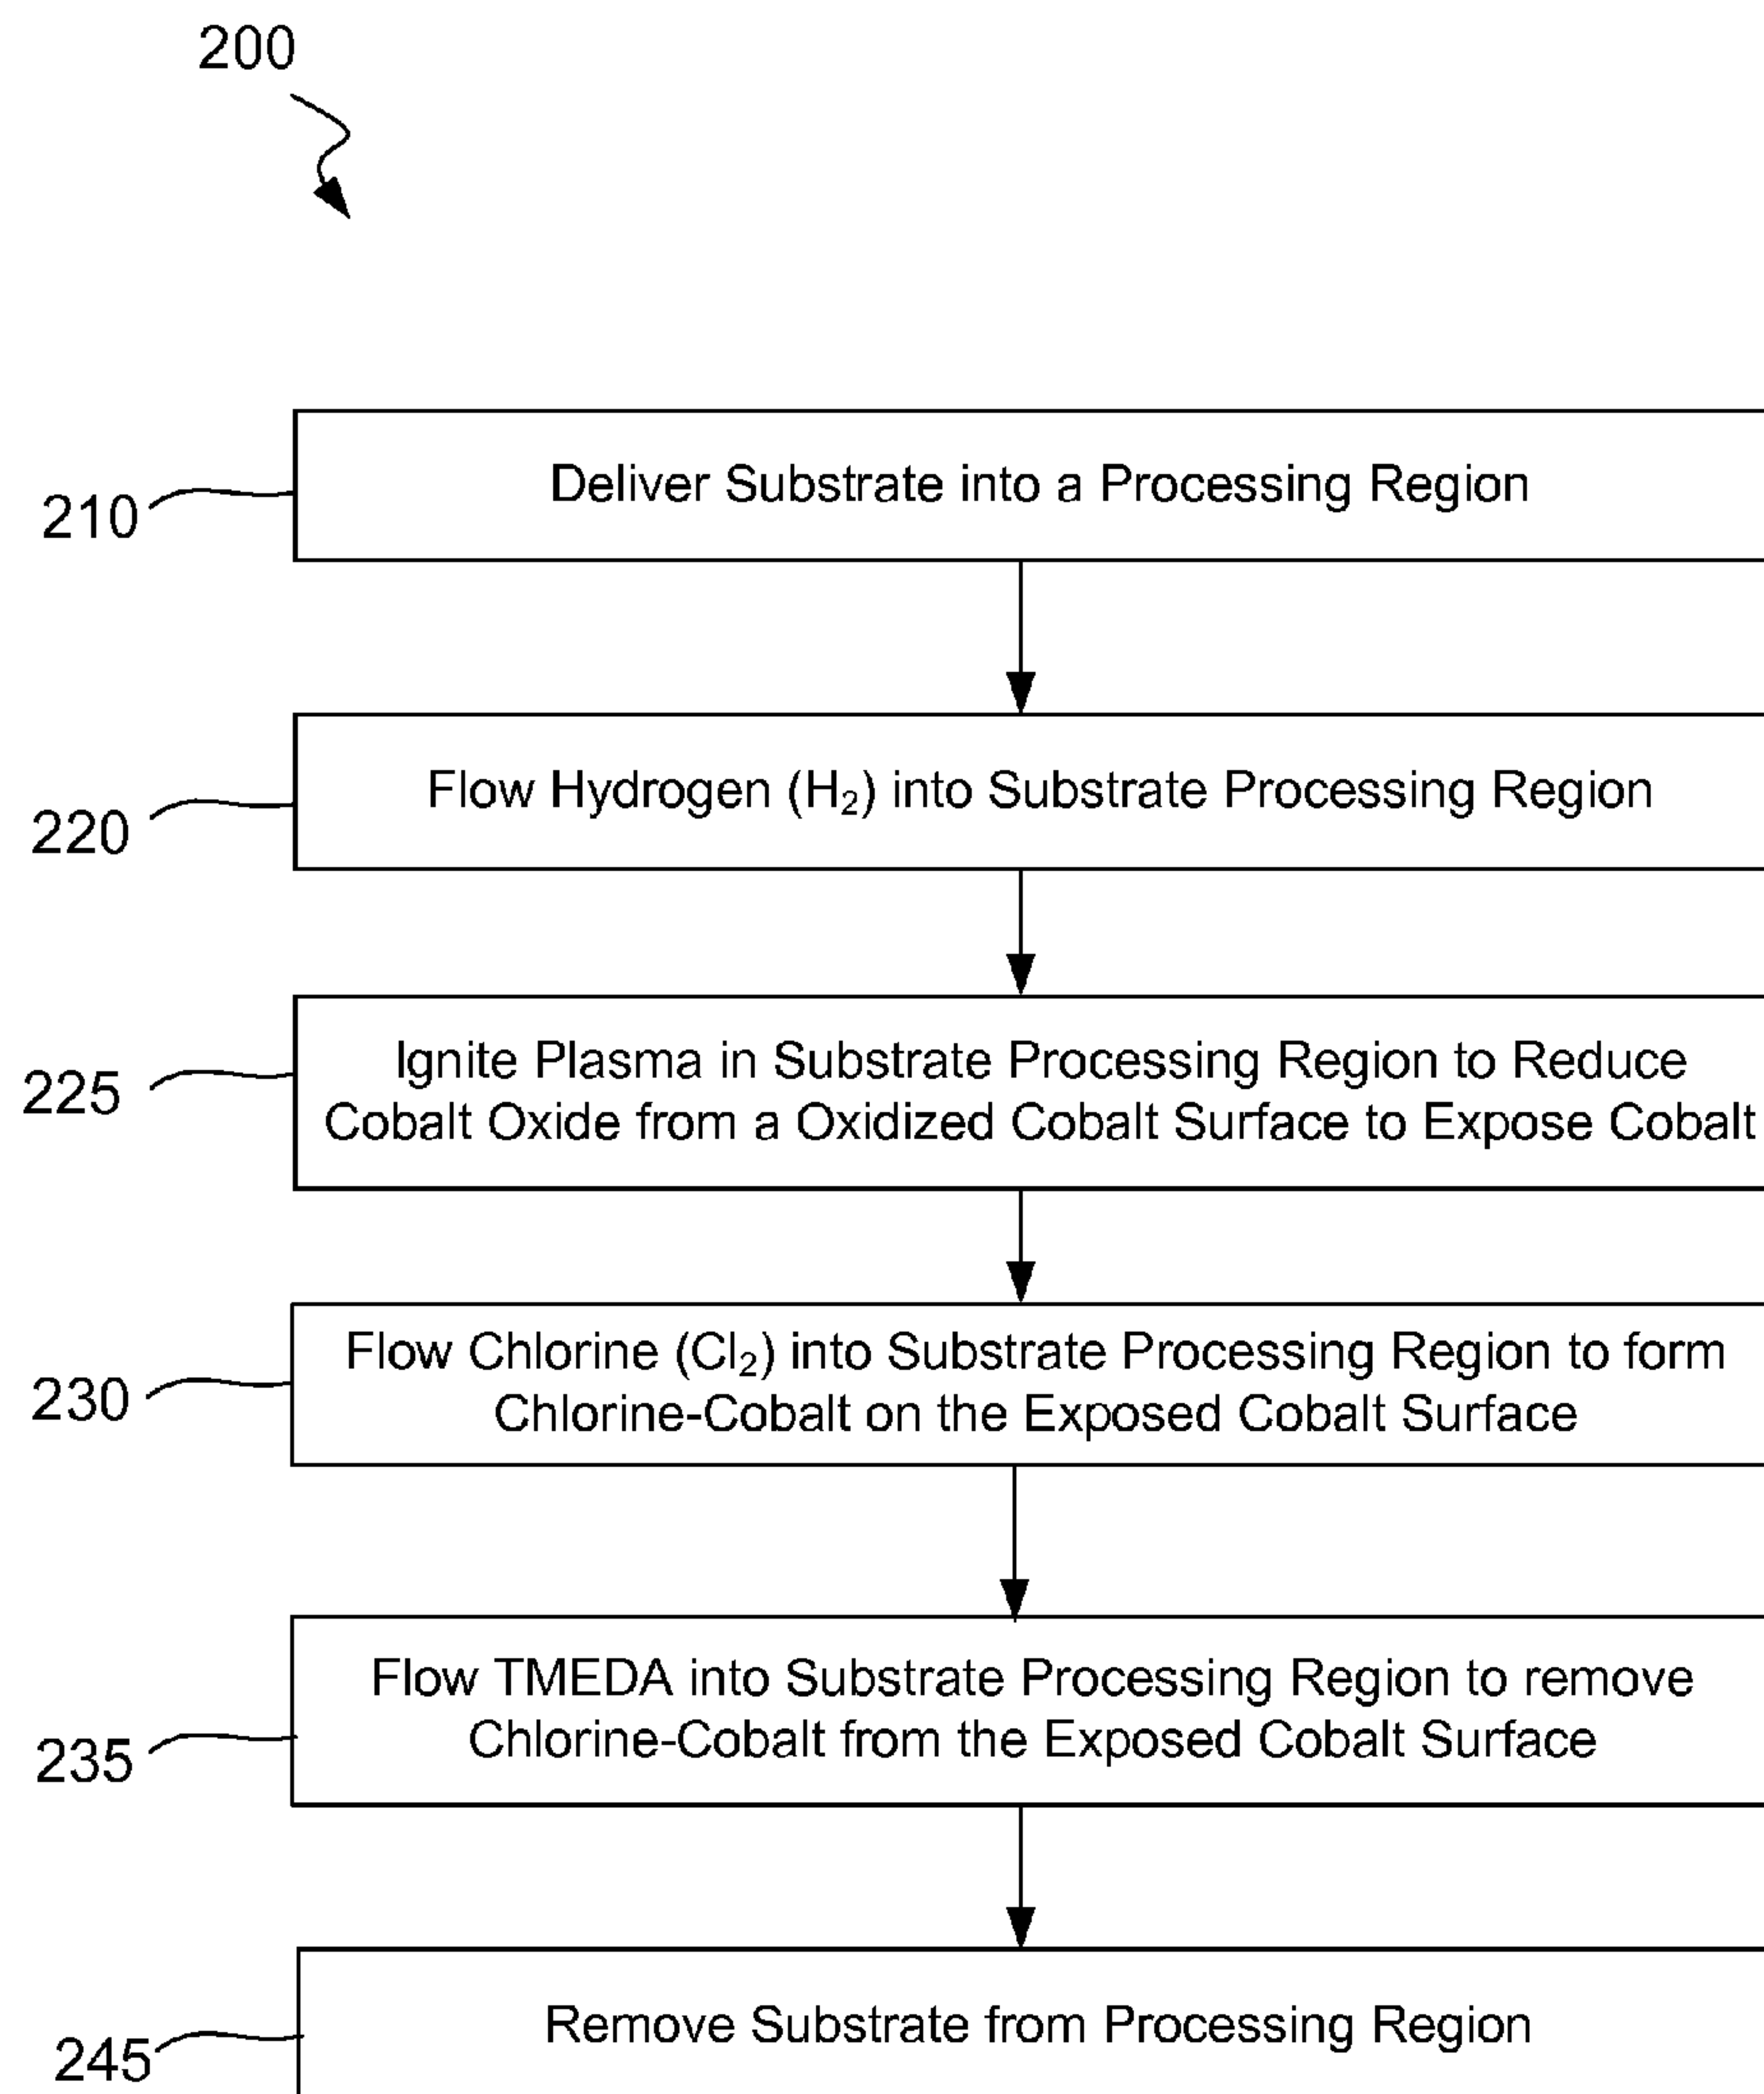 200
210
Deliver Substrate into a Processing Region
220
Flow Hydrogen (H₂) into Substrate Processing Region
225
Ignite Plasma in Substrate Processing Region to Reduce
Cobalt Oxide from a Oxidized Cobalt Surface to Expose Cobalt
230
Flow Chlorine (Cl₂) into Substrate Processing Region to form
Chlorine-Cobalt on the Exposed Cobalt Surface
235
Flow TMEDA into Substrate Processing Region to remove
Chlorine-Cobalt from the Exposed Cobalt Surface
245
Remove Substrate from Processing Region